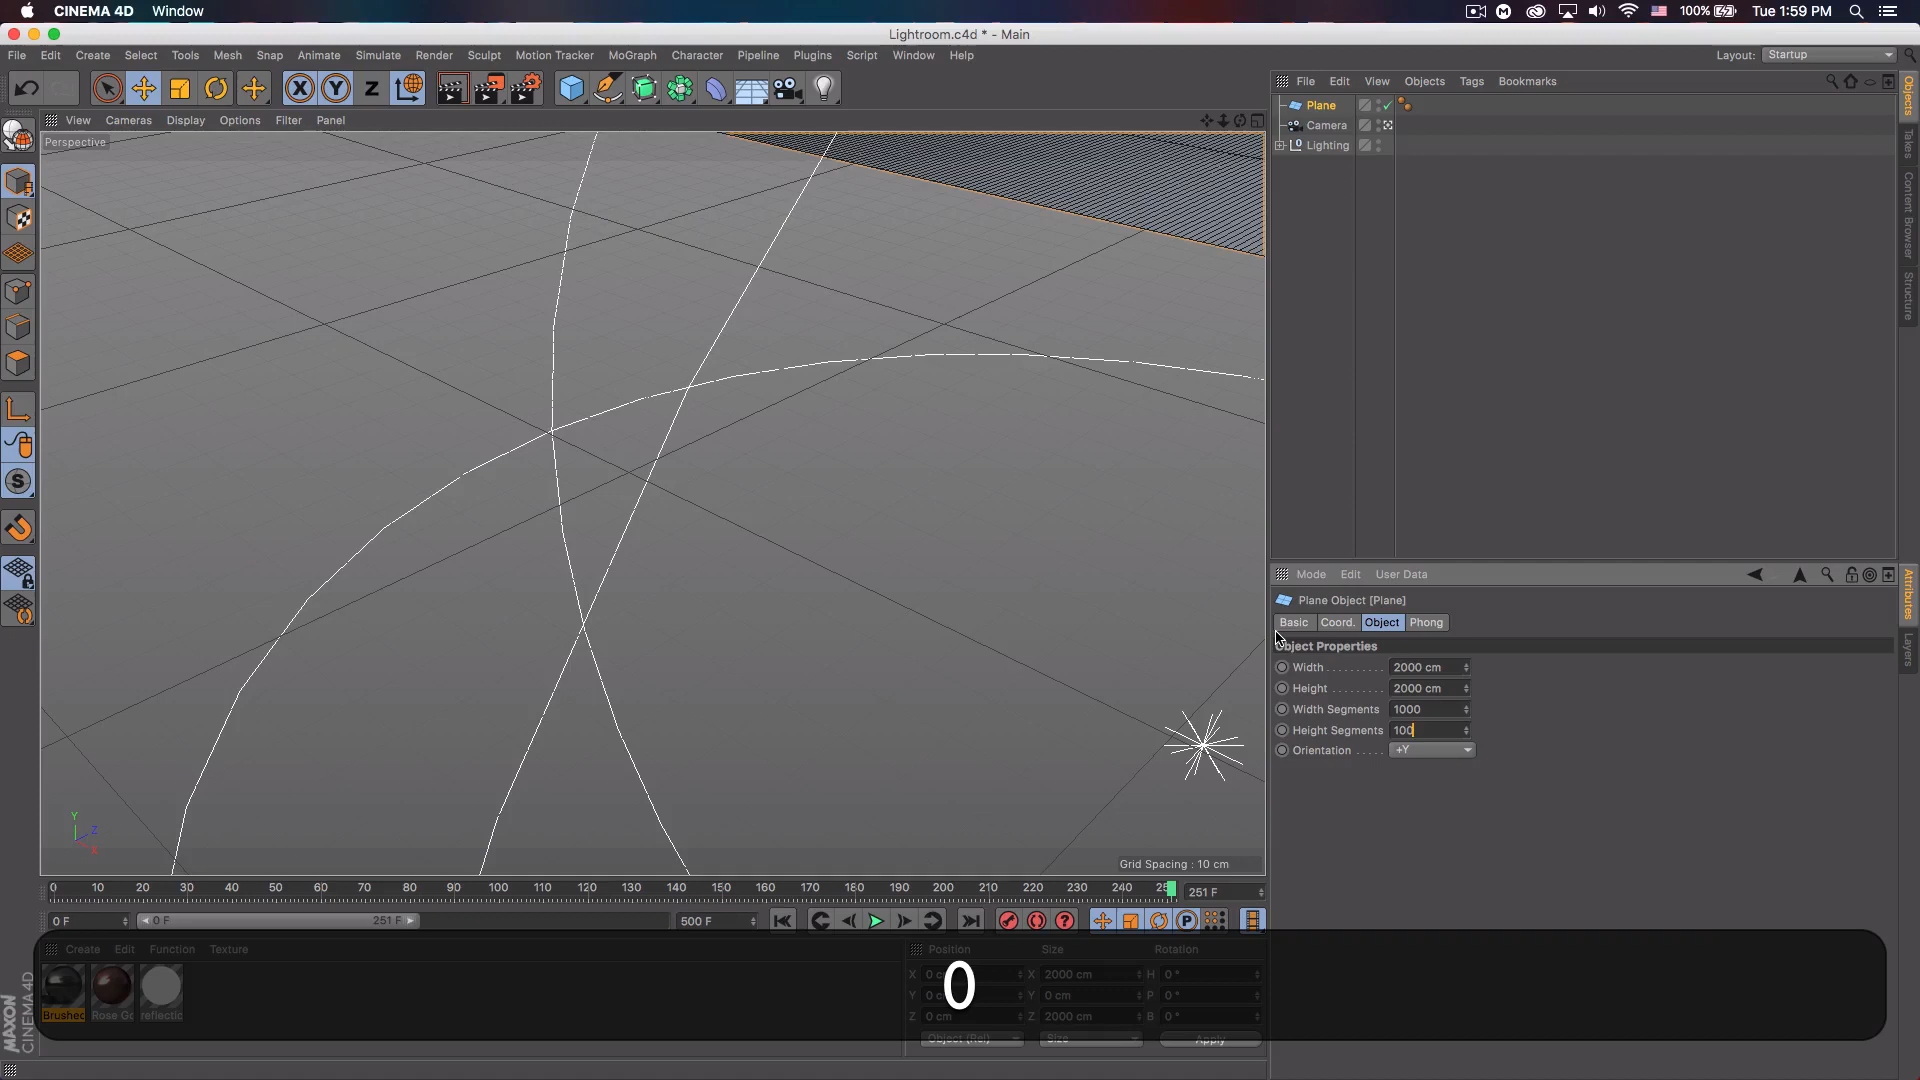 CINEMA 4D Window
100% Tue 1:59 PM
Lightroom.c4d * - Main
File Edit Create Select Tools Mesh Snap Animate Simulate Render Sculpt Motion Tracker MoGraph Character Pipeline Plugins Script Window Help
Layout: Startup
File Edit View Objects Tags Bookmarks
Plane
Camera
Lighting
Objects
Takes
Content Browser
Structure
View Cameras Display Options Filter Panel
Perspective
Y
Z
X
Grid Spacing : 10 cm
Mode Edit User Data
Plane Object [Plane]
Basic Coord. Object Phong
Object Properties
Width 2000 cm
Height 2000 cm
Width Segments 1000
Height Segments 100
Orientation +Y
Attributes
Layers
0 10 20 30 40 50 60 70 80 90 100 110 120 130 140 150 160 170 180 190 200 210 220 230 240 25
251 F
0 F 0 F 251 F 500 F
Create Edit Function Texture
Brushed Rose Go reflectic
Position Size Rotation
X 0 cm X 2000 cm H 0 °
Y 0 cm Y 0 cm P 0 °
Z 0 cm Z 2000 cm B 0 °
Object (Rel) Size Apply
0
MAXON
CINEMA 4D